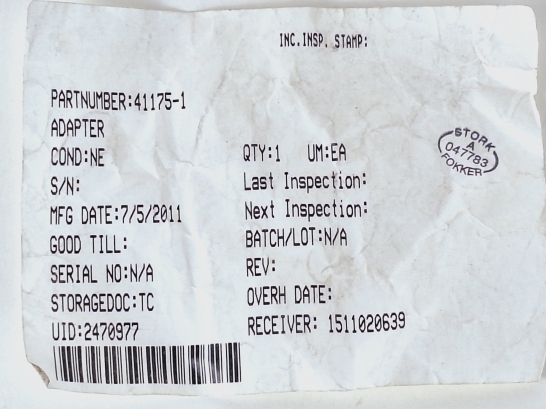 INC.INSP. STAMP:
PARTNUMBER:41175-1
ADAPTER
COND:NE QTY:1 UM:EA
S/N: Last Inspection:
MFG DATE:7/5/2011 Next Inspection:
GOOD TILL: BATCH/LOT:N/A
SERIAL NO:N/A REV:
STORAGEDOC:TC OVERH DATE:
UID:2470977 RECEIVER: 1511020639
STORK
A
047783
FOKKER